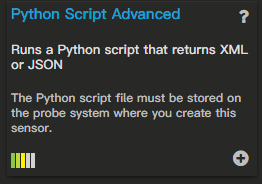 Python Script Advanced
?
Runs a Python script that returns XML
or JSON
The Python script file must be stored on
the probe system where you create this
sensor.